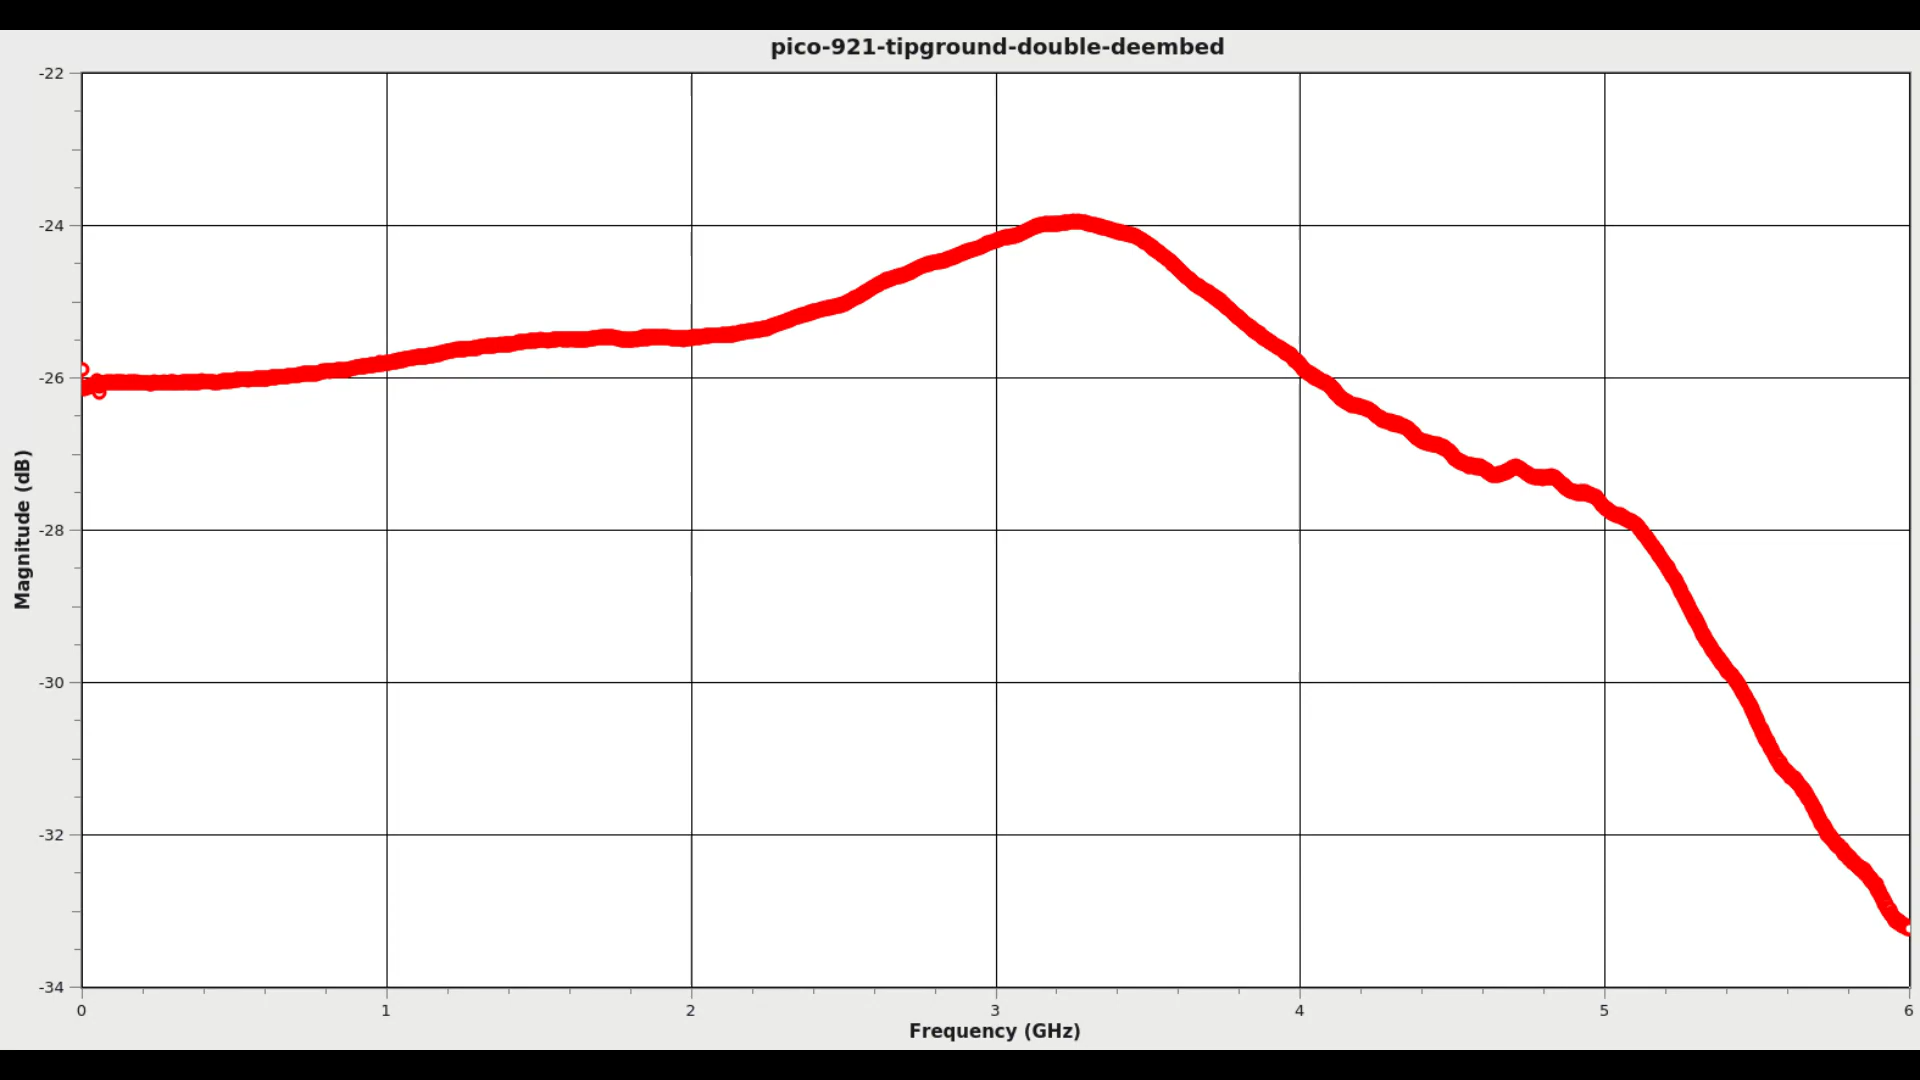 pico-921-tipground-double-deembed
-22
-24
-26
-28
-30
-32
-34
Magnitude (dB)
0 1 2 3 4 5 6
Frequency (GHz)